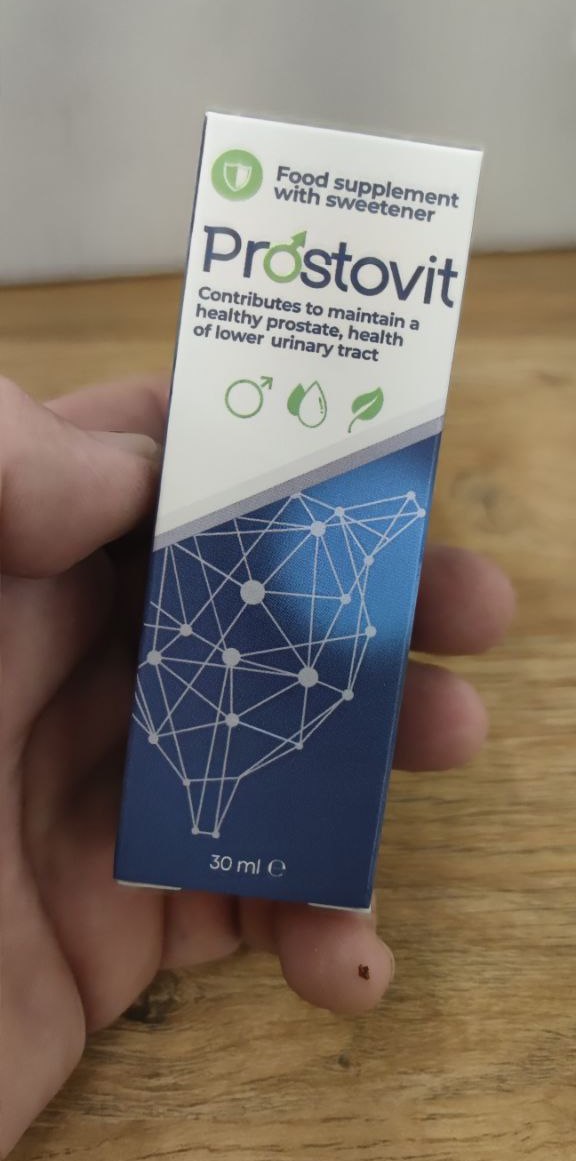 Food supplement
with sweetener
Prostovit
Contributes to maintain a
healthy prostate, health
of lower urinary tract
30 ml ℮